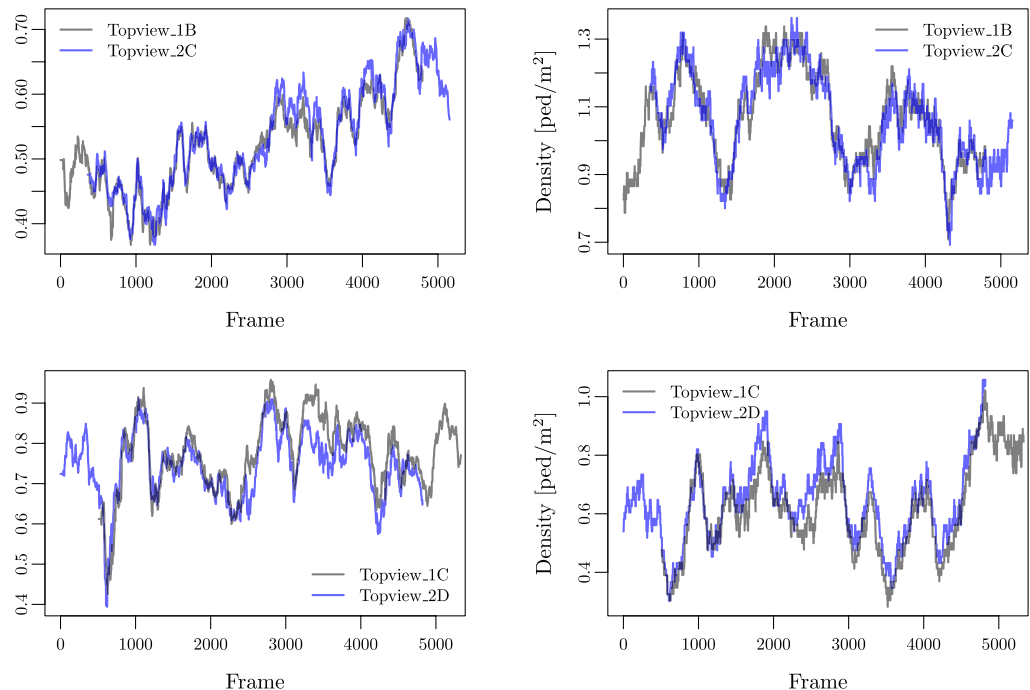 0.40 0.50 0.60 0.70
Topview_1B
Topview_2C
0 1000 2000 3000 4000 5000
Frame
Density [ped/m²]
0.7 0.9 1.1 1.3
Topview_1B
Topview_2C
0 1000 2000 3000 4000 5000
Frame
0.4 0.5 0.6 0.7 0.8 0.9
Topview_1C
Topview_2D
0 1000 2000 3000 4000 5000
Frame
Density [ped/m²]
0.4 0.6 0.8 1.0
Topview_1C
Topview_2D
0 1000 2000 3000 4000 5000
Frame